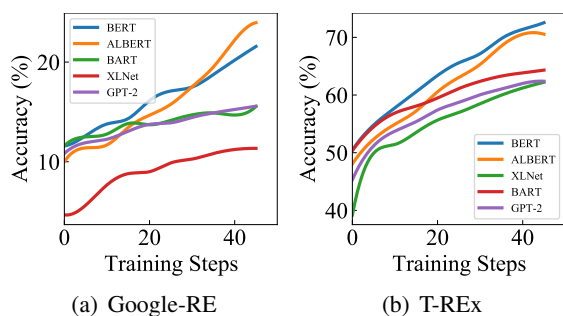 Accuracy (%)
20
10
0
20
40
Training Steps
BERT
ALBERT
BART
XLNet
GPT-2
(a) Google-RE
Accuracy (%)
70
60
50
40
0
20
40
Training Steps
BERT
ALBERT
XLNet
BART
GPT-2
(b) T-REx